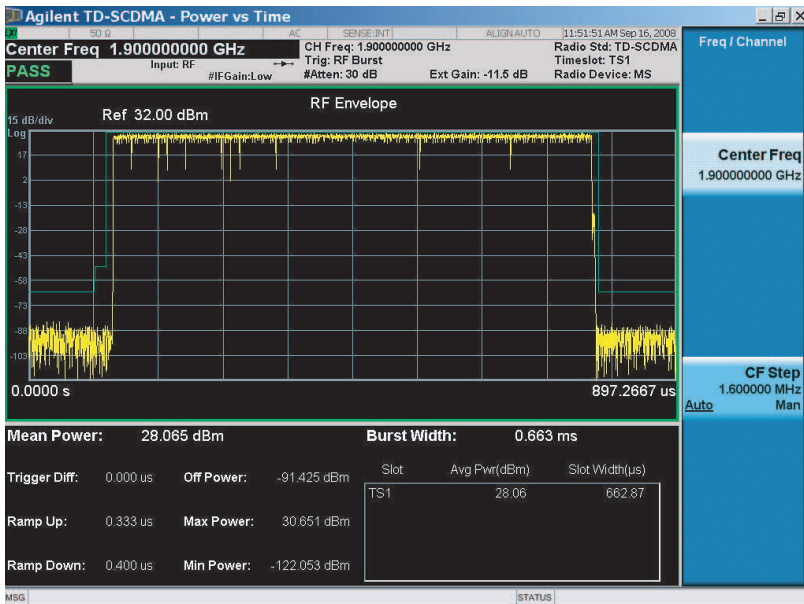 Agilent TD-SCDMA - Power vs Time
50 Ω AC SENSE:INT ALIGN AUTO 11:51:51 AM Sep 16, 2008
Center Freq 1.900000000 GHz
CH Freq: 1.900000000 GHz
Radio Std: TD-SCDMA
PASS
Input: RF
#IFGain:Low
Trig: RF Burst
#Atten: 30 dB
Ext Gain: -11.5 dB
Timeslot: TS1
Radio Device: MS
Freq / Channel
RF Envelope
15 dB/div
Ref 32.00 dBm
Log
17
2
-13
-28
-43
-58
-73
-88
-103
0.0000 s
897.2667 us
Center Freq
1.900000000 GHz
CF Step
1.600000 MHz
Auto Man
Mean Power: 28.065 dBm
Burst Width: 0.663 ms
Trigger Diff: 0.000 us
Off Power: -91.425 dBm
Ramp Up: 0.333 us
Max Power: 30.651 dBm
Ramp Down: 0.400 us
Min Power: -122.053 dBm
Slot Avg Pwr(dBm) Slot Width(µs)
TS1 28.06 662.87
MSG
STATUS